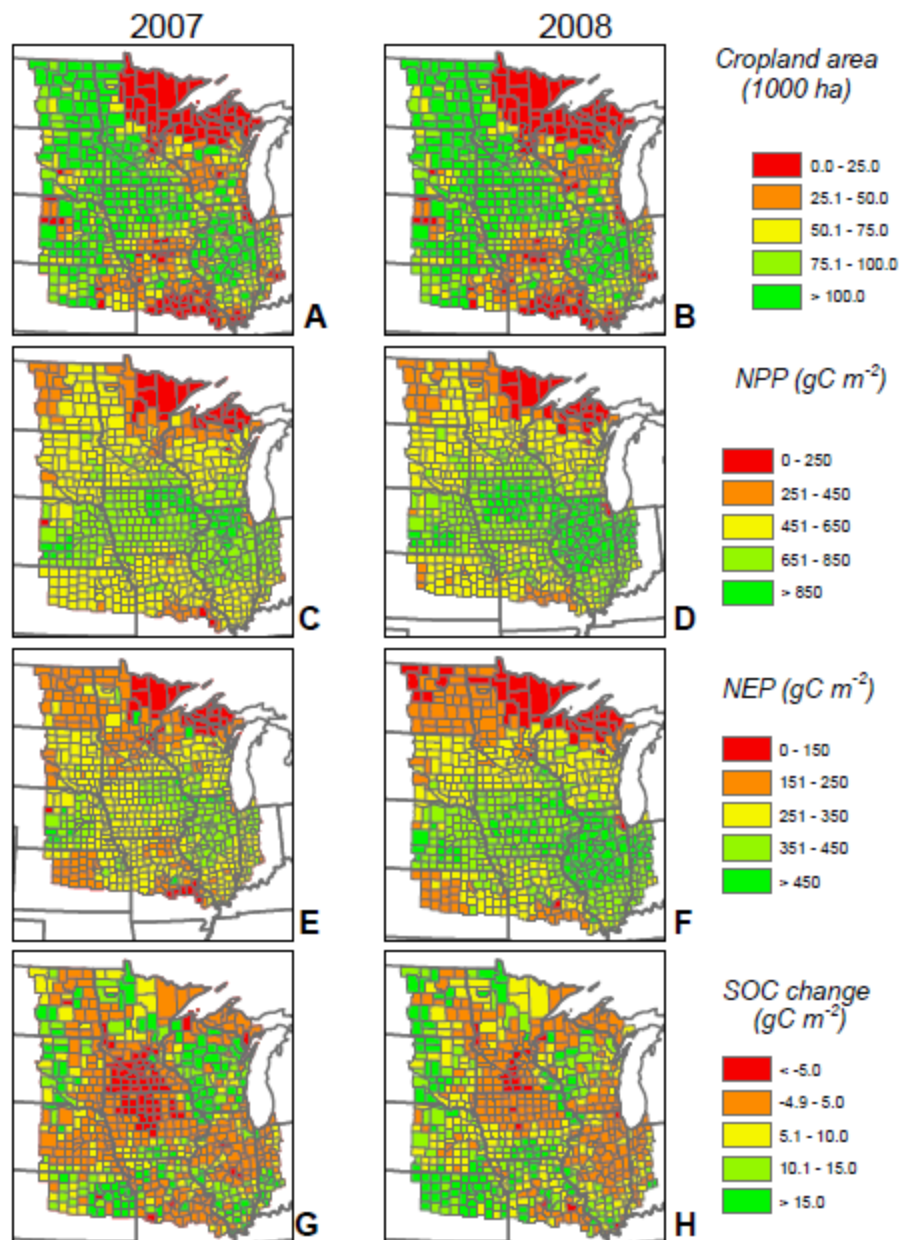 2007
2008
Cropland area
(1000 ha)
0.0 - 25.0
25.1 - 50.0
50.1 - 75.0
75.1 - 100.0
> 100.0
A
B
NPP (gC m⁻²)
0 - 250
251 - 450
451 - 650
651 - 850
> 850
C
D
NEP (gC m⁻²)
0 - 150
151 - 250
251 - 350
351 - 450
> 450
E
F
SOC change
(gC m⁻²)
< -5.0
-4.9 - 5.0
5.1 - 10.0
10.1 - 15.0
> 15.0
G
H